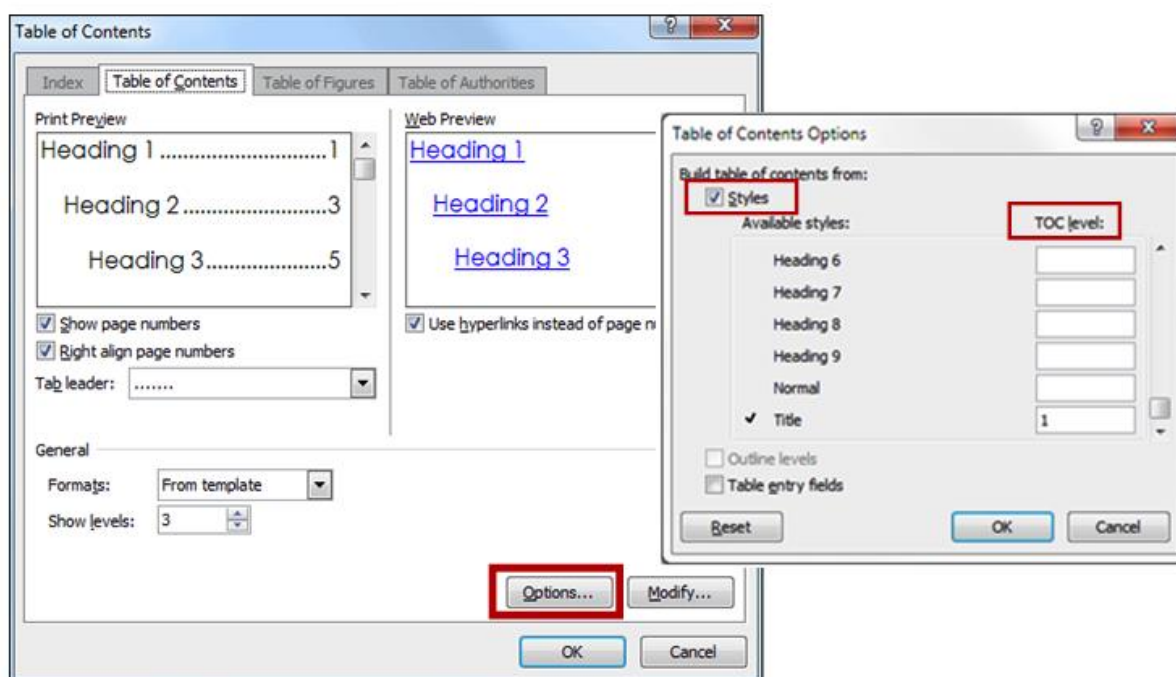 Table of Contents
Index Table of Contents Table of Figures Table of Authorities
Print Preview
Heading 1.............................1
Heading 2.........................3
Heading 3.....................5
Show page numbers
Right align page numbers
Tab leader: .......
Web Preview
Heading 1
Heading 2
Heading 3
Use hyperlinks instead of page
General
Formats: From template
Show levels: 3
Options... Modify...
OK Cancel
Table of Contents Options
Build table of contents from:
Styles
Available styles: TOC level:
Heading 6
Heading 7
Heading 8
Heading 9
Normal
Title 1
Outline levels
Table entry fields
Reset OK Cancel